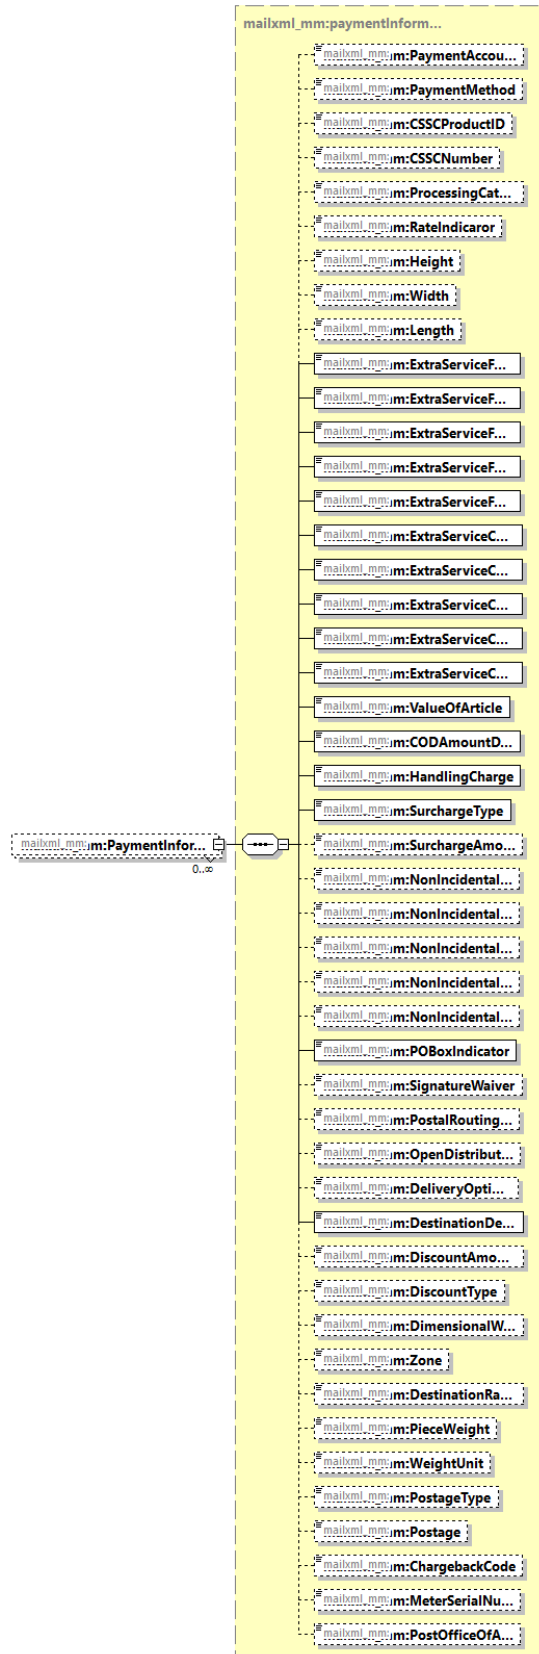 mailxml_mm:paymentInform...
mailxml_mm:PaymentAccou...
mailxml_mm:PaymentMethod
mailxml_mm:CSSCProductID
mailxml_mm:CSSCNumber
mailxml_mm:ProcessingCat...
mailxml_mm:RateIndicaror
mailxml_mm:Height
mailxml_mm:Width
mailxml_mm:Length
mailxml_mm:ExtraServiceF...
mailxml_mm:ExtraServiceF...
mailxml_mm:ExtraServiceF...
mailxml_mm:ExtraServiceF...
mailxml_mm:ExtraServiceF...
mailxml_mm:ExtraServiceC...
mailxml_mm:ExtraServiceC...
mailxml_mm:ExtraServiceC...
mailxml_mm:ExtraServiceC...
mailxml_mm:ExtraServiceC...
mailxml_mm:ValueOfArticle
mailxml_mm:CODAmountD...
mailxml_mm:HandlingCharge
mailxml_mm:SurchargeType
mailxml_mm:PaymentInfor...
0..∞
mailxml_mm:SurchargeAmo...
mailxml_mm:NonIncidental...
mailxml_mm:NonIncidental...
mailxml_mm:NonIncidental...
mailxml_mm:NonIncidental...
mailxml_mm:NonIncidental...
mailxml_mm:POBoxIndicator
mailxml_mm:SignatureWaiver
mailxml_mm:PostalRouting...
mailxml_mm:OpenDistribut...
mailxml_mm:DeliveryOpti...
mailxml_mm:DestinationDe...
mailxml_mm:DiscountAmo...
mailxml_mm:DiscountType
mailxml_mm:DimensionalW...
mailxml_mm:Zone
mailxml_mm:DestinationRa...
mailxml_mm:PieceWeight
mailxml_mm:WeightUnit
mailxml_mm:PostageType
mailxml_mm:Postage
mailxml_mm:ChargebackCode
mailxml_mm:MeterSerialNu...
mailxml_mm:PostOfficeOfA...